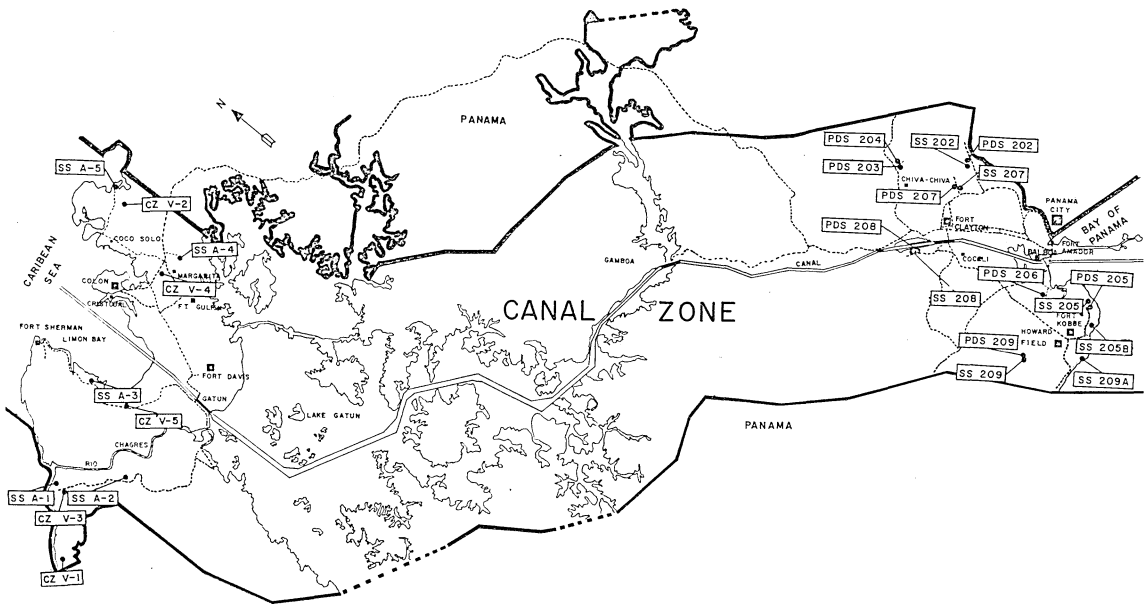 N
PANAMA
PDS 204
SS 202
PDS 202
PDS 203
SS 207
CHIVA-CHIVA
PDS 207
PANAMA
CITY
BAY OF
PANAMA
FORT
CLAYTON
PDS 208
FORT
AMADOR
BALBOA
COCOLI
CANAL
GAMBOA
PDS 206
PDS 205
SS 208
SS 205
FORT
KOBBE
HOWARD
FIELD
PDS 209
SS 205B
SS 209
SS 209A
PANAMA
CANAL ZONE
SS A-5
CZ V-2
COCO SOLO
SS A-4
CARIBEAN
SEA
COLON
MARGARITA
CZ V-4
CRISTOBAL
FT GULICK
FORT SHERMAN
LIMON BAY
FORT DAVIS
SS A-3
GATUN
LAKE GATUN
CZ V-5
CHAGRES
RIO
SS A-1
SS A-2
CZ V-3
CZ V-1